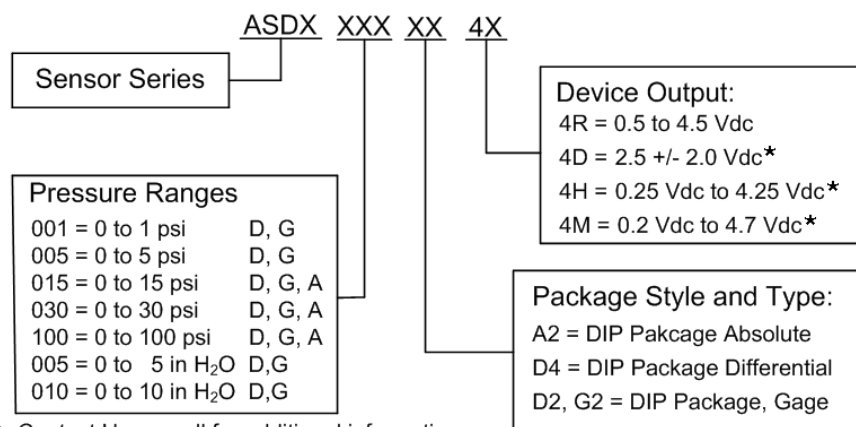 ASDX XXX XX 4X
Sensor Series
Device Output:
4R = 0.5 to 4.5 Vdc
4D = 2.5 +/- 2.0 Vdc★
4H = 0.25 Vdc to 4.25 Vdc★
4M = 0.2 Vdc to 4.7 Vdc★
Pressure Ranges
001 = 0 to 1 psi D, G
005 = 0 to 5 psi D, G
015 = 0 to 15 psi D, G, A
030 = 0 to 30 psi D, G, A
100 = 0 to 100 psi D, G, A
005 = 0 to 5 in H₂O D,G
010 = 0 to 10 in H₂O D,G
Package Style and Type:
A2 = DIP Pakcage Absolute
D4 = DIP Package Differential
D2, G2 = DIP Package, Gage